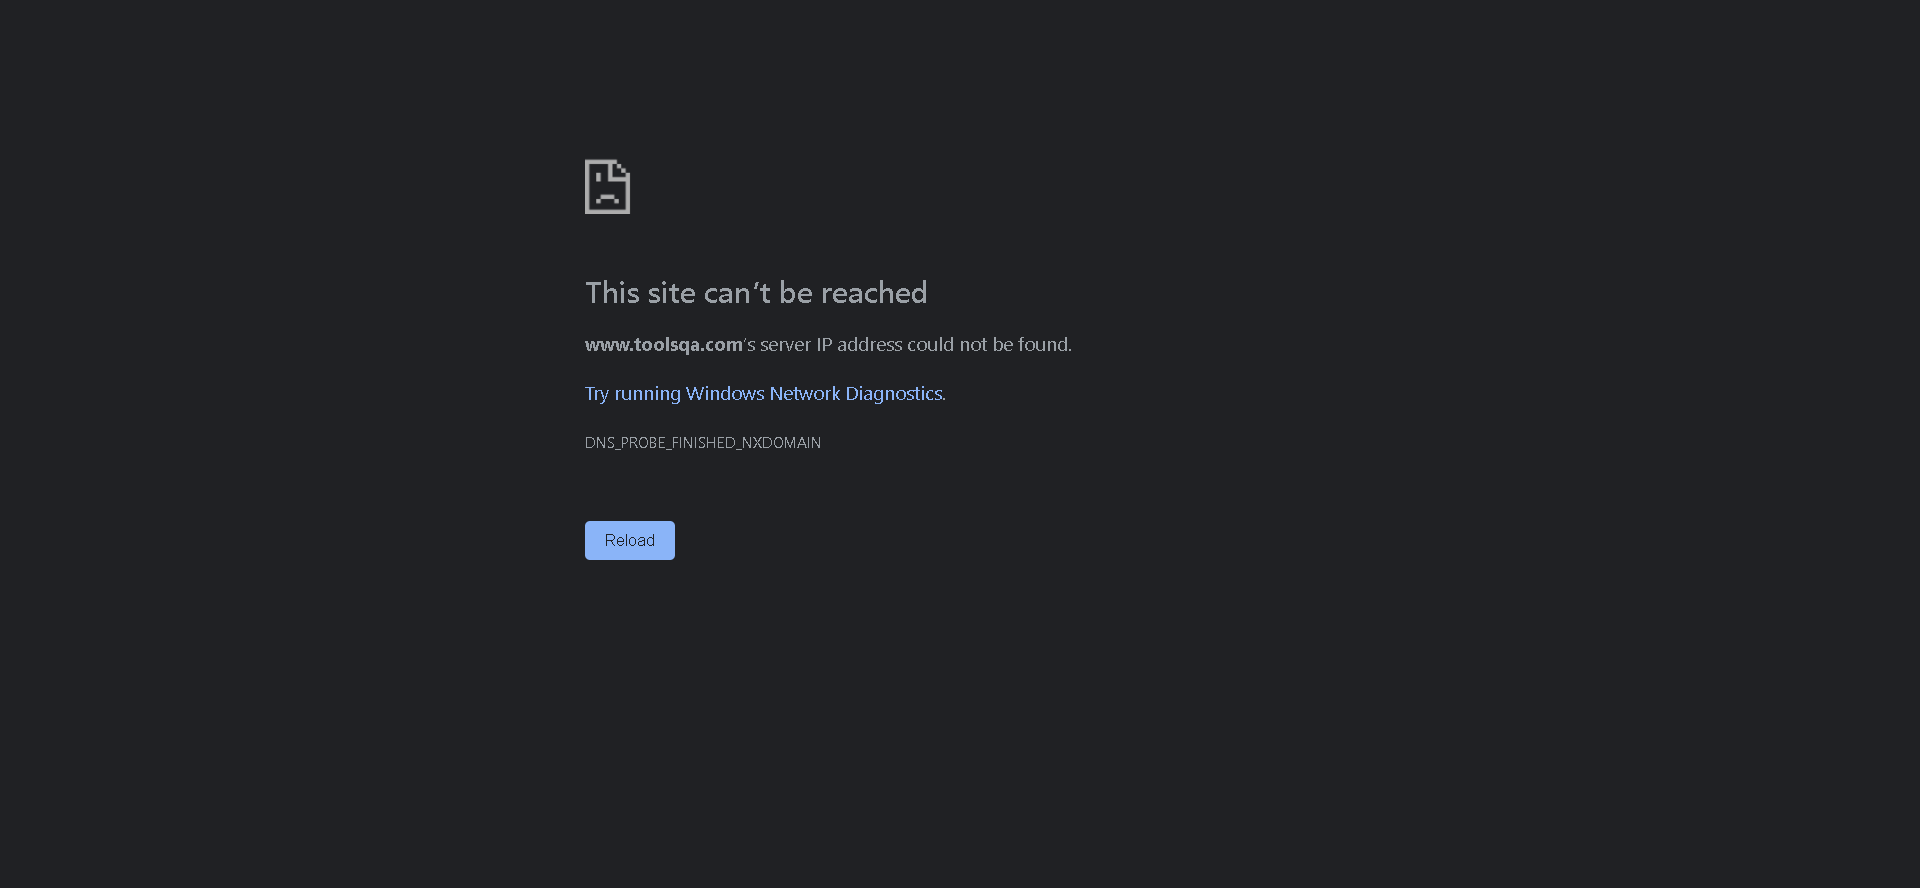 This site can’t be reached
www.toolsqa.com’s server IP address could not be found.
Try running Windows Network Diagnostics.
DNS_PROBE_FINISHED_NXDOMAIN
Reload